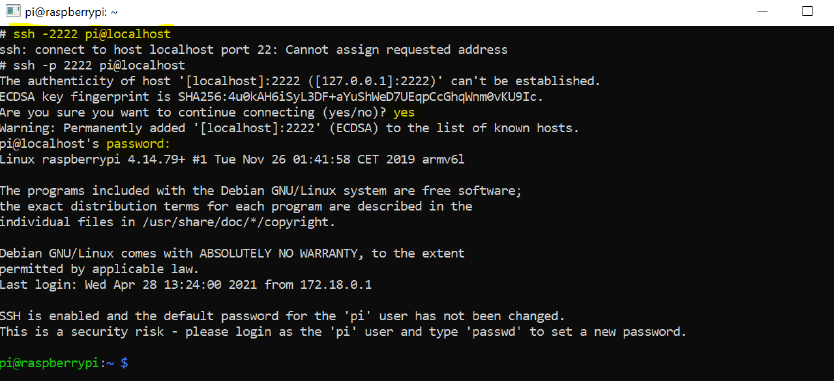 pi@raspberrypi: ~
# ssh -2222 pi@localhost
ssh: connect to host localhost port 22: Cannot assign requested address
# ssh -p 2222 pi@localhost
The authenticity of host '[localhost]:2222 ([127.0.0.1]:2222)' can't be established.
ECDSA key fingerprint is SHA256:4u0kAH6iSyL3DF+aYuShWeD7UEqpCcGhqWnm0vKU9Ic.
Are you sure you want to continue connecting (yes/no)? yes
Warning: Permanently added '[localhost]:2222' (ECDSA) to the list of known hosts.
pi@localhost's password:
Linux raspberrypi 4.14.79+ #1 Tue Nov 26 01:41:58 CET 2019 armv6l
The programs included with the Debian GNU/Linux system are free software;
the exact distribution terms for each program are described in the
individual files in /usr/share/doc/*/copyright.
Debian GNU/Linux comes with ABSOLUTELY NO WARRANTY, to the extent
permitted by applicable law.
Last login: Wed Apr 28 13:24:00 2021 from 172.18.0.1
SSH is enabled and the default password for the 'pi' user has not been changed.
This is a security risk - please login as the 'pi' user and type 'passwd' to set a new password.
pi@raspberrypi:~ $